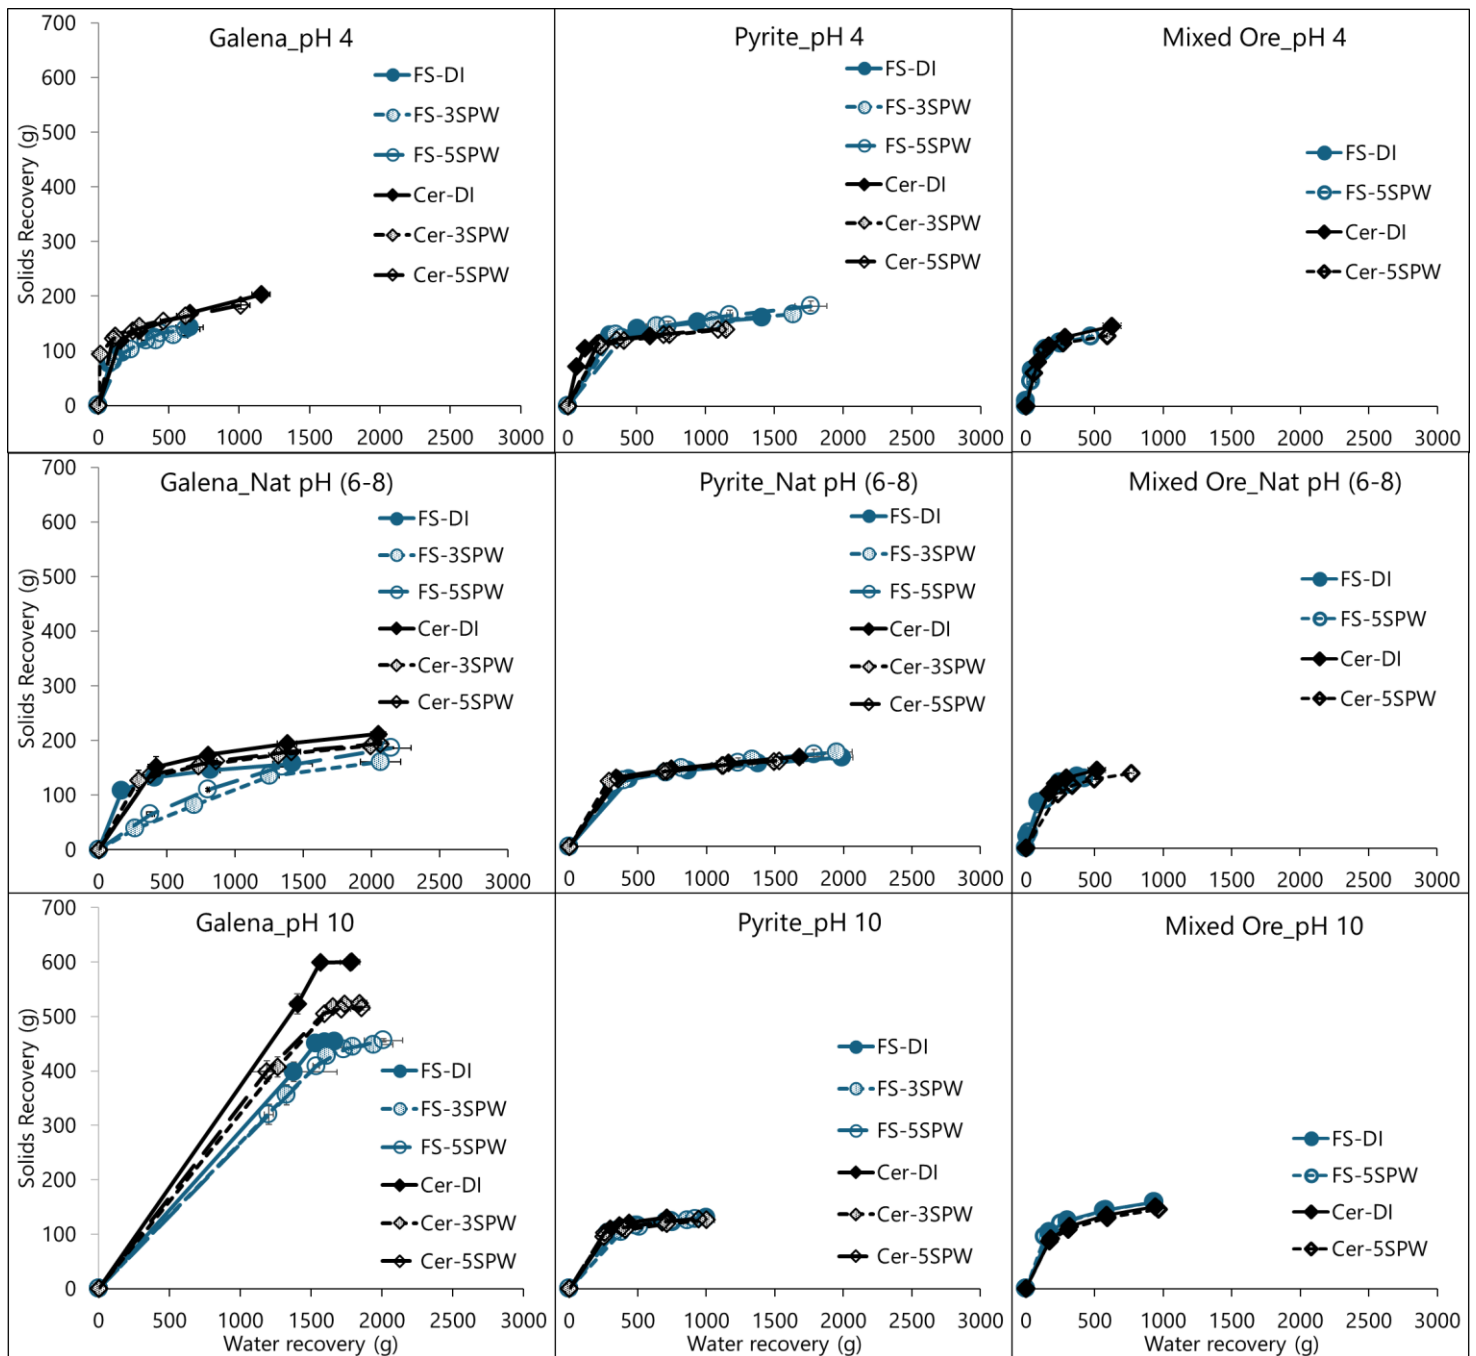 Galena_pH 4
Solids Recovery (g)
700
600
500
400
300
200
100
0
0 500 1000 1500 2000 2500 3000
FS-DI
FS-3SPW
FS-5SPW
Cer-DI
Cer-3SPW
Cer-5SPW
Pyrite_pH 4
FS-DI
FS-3SPW
FS-5SPW
Cer-DI
Cer-3SPW
Cer-5SPW
0 500 1000 1500 2000 2500 3000
Mixed Ore_pH 4
FS-DI
FS-5SPW
Cer-DI
Cer-5SPW
0 500 1000 1500 2000 2500 3000
Galena_Nat pH (6-8)
Solids Recovery (g)
700
600
500
400
300
200
100
0
0 500 1000 1500 2000 2500 3000
FS-DI
FS-3SPW
FS-5SPW
Cer-DI
Cer-3SPW
Cer-5SPW
Pyrite_Nat pH (6-8)
FS-DI
FS-3SPW
FS-5SPW
Cer-DI
Cer-3SPW
Cer-5SPW
0 500 1000 1500 2000 2500 3000
Mixed Ore_Nat pH (6-8)
FS-DI
FS-5SPW
Cer-DI
Cer-5SPW
0 500 1000 1500 2000 2500 3000
Galena_pH 10
Solids Recovery (g)
700
600
500
400
300
200
100
0
0 500 1000 1500 2000 2500 3000
Water recovery (g)
FS-DI
FS-3SPW
FS-5SPW
Cer-DI
Cer-3SPW
Cer-5SPW
Pyrite_pH 10
FS-DI
FS-3SPW
FS-5SPW
Cer-DI
Cer-3SPW
Cer-5SPW
0 500 1000 1500 2000 2500 3000
Water recovery (g)
Mixed Ore_pH 10
FS-DI
FS-5SPW
Cer-DI
Cer-5SPW
0 500 1000 1500 2000 2500 3000
Water recovery (g)